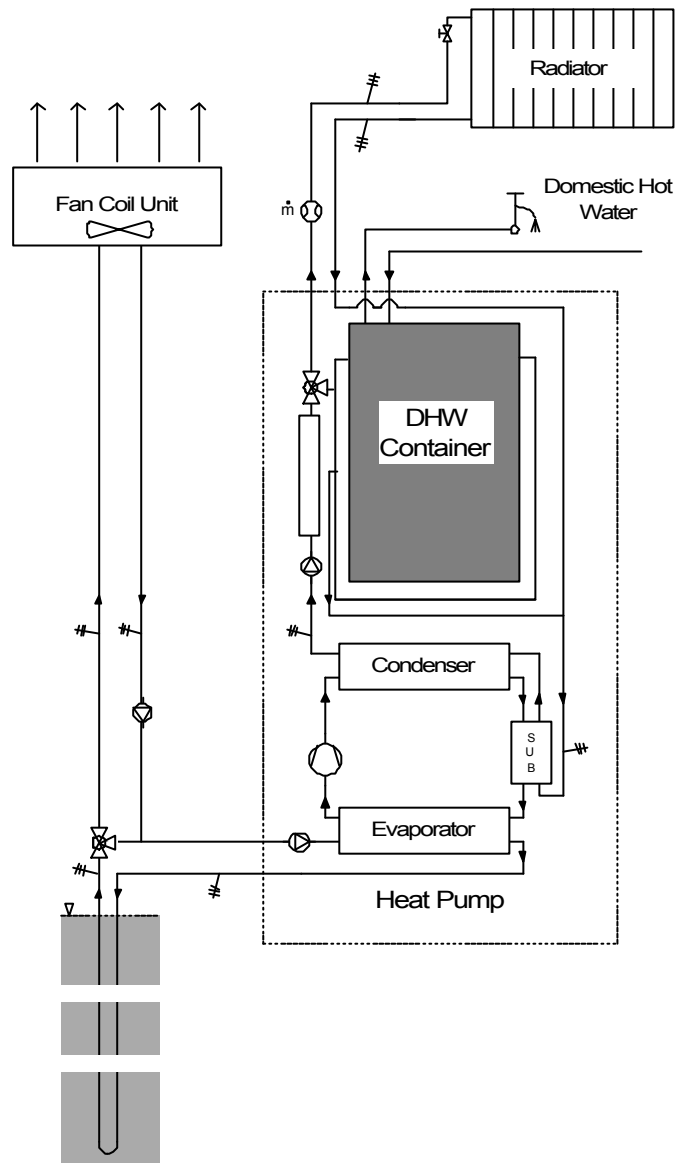 Radiator
Fan Coil Unit
Domestic Hot
Water
ṁ
DHW
Container
Condenser
S
U
B
Evaporator
Heat Pump